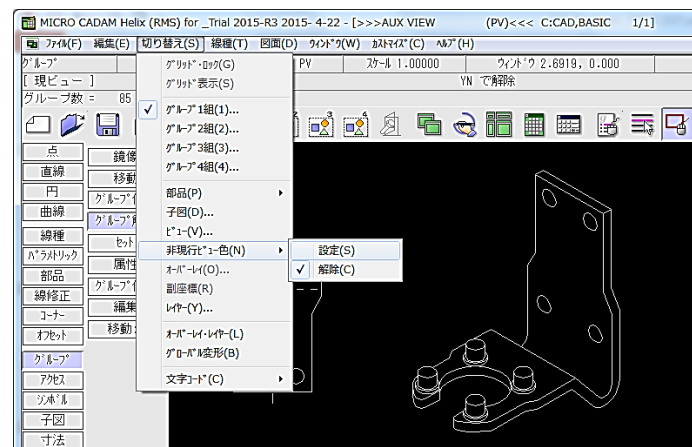 MICRO CADAM Helix (RMS) for _Trial 2015-R3 2015- 4-22 - [>>>AUX VIEW (PV)<<< C:CAD,BASIC 1/1]
ﾌｧｲﾙ(F) 編集(E) 切り替え(S) 線種(T) 図面(D) ｳｨﾝﾄﾞｳ(W) ｶｽﾀﾏｲｽﾞ(C) ﾍﾙﾌﾟ(H)
ｸﾞﾙｰﾌﾟ PV ｽｹｰﾙ 1.00000 ｳｨﾝﾄﾞｳ 2.6919, 0.000
[ 現ビュー ] YN で解除
グループ数 = 85
点
直線
円
曲線
線種
ﾊﾟﾗﾒﾄﾘｯｸ
部品
線修正
ｺｰﾅｰ
ｵﾌｾｯﾄ
ｸﾞﾙｰﾌﾟ
ｱｸｾｽ
ｼﾝﾎﾞﾙ
子図
寸法
鏡像
移動
ｸﾞﾙｰﾌﾟ
ｸﾞﾙｰﾌﾟ
ｾｯﾄ
属性
ｸﾞﾙｰﾌﾟ
編集
移動
ｸﾞﾘｯﾄﾞ･ﾛｯｸ(G)
ｸﾞﾘｯﾄﾞ表示(S)
ｸﾞﾙｰﾌﾟ1組(1)...
ｸﾞﾙｰﾌﾟ2組(2)...
ｸﾞﾙｰﾌﾟ3組(3)...
ｸﾞﾙｰﾌﾟ4組(4)...
部品(P)
子図(D)...
ﾋﾞｭｰ(V)...
非現行ﾋﾞｭｰ色(N)
ｵｰﾊﾞｰﾚｲ(O)...
副座標(R)
ﾚｲﾔｰ(Y)...
ｵｰﾊﾞｰﾚｲ･ﾚｲﾔｰ(L)
ｸﾞﾛｰﾊﾞﾙ変形(B)
文字ｺｰﾄﾞ(C)
設定(S)
解除(C)